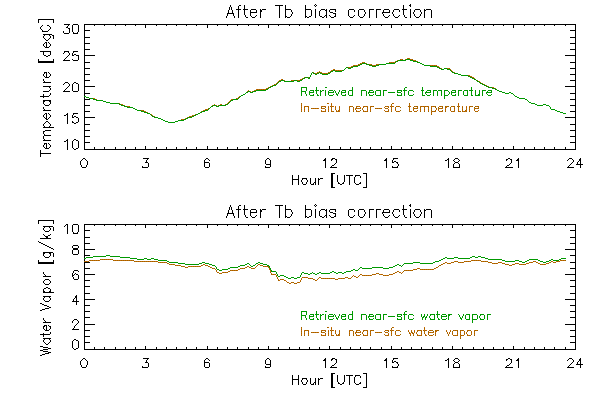 After Tb bias correction
Temperature [degC]
30
25
20
15
10
Retrieved near-sfc temperature
In-situ near-sfc temperature
0 3 6 9 12 15 18 21 24
Hour [UTC]
After Tb bias correction
Water Vapor [g/kg]
10
8
6
4
2
0
Retrieved near-sfc water vapor
In-situ near-sfc water vapor
0 3 6 9 12 15 18 21 24
Hour [UTC]